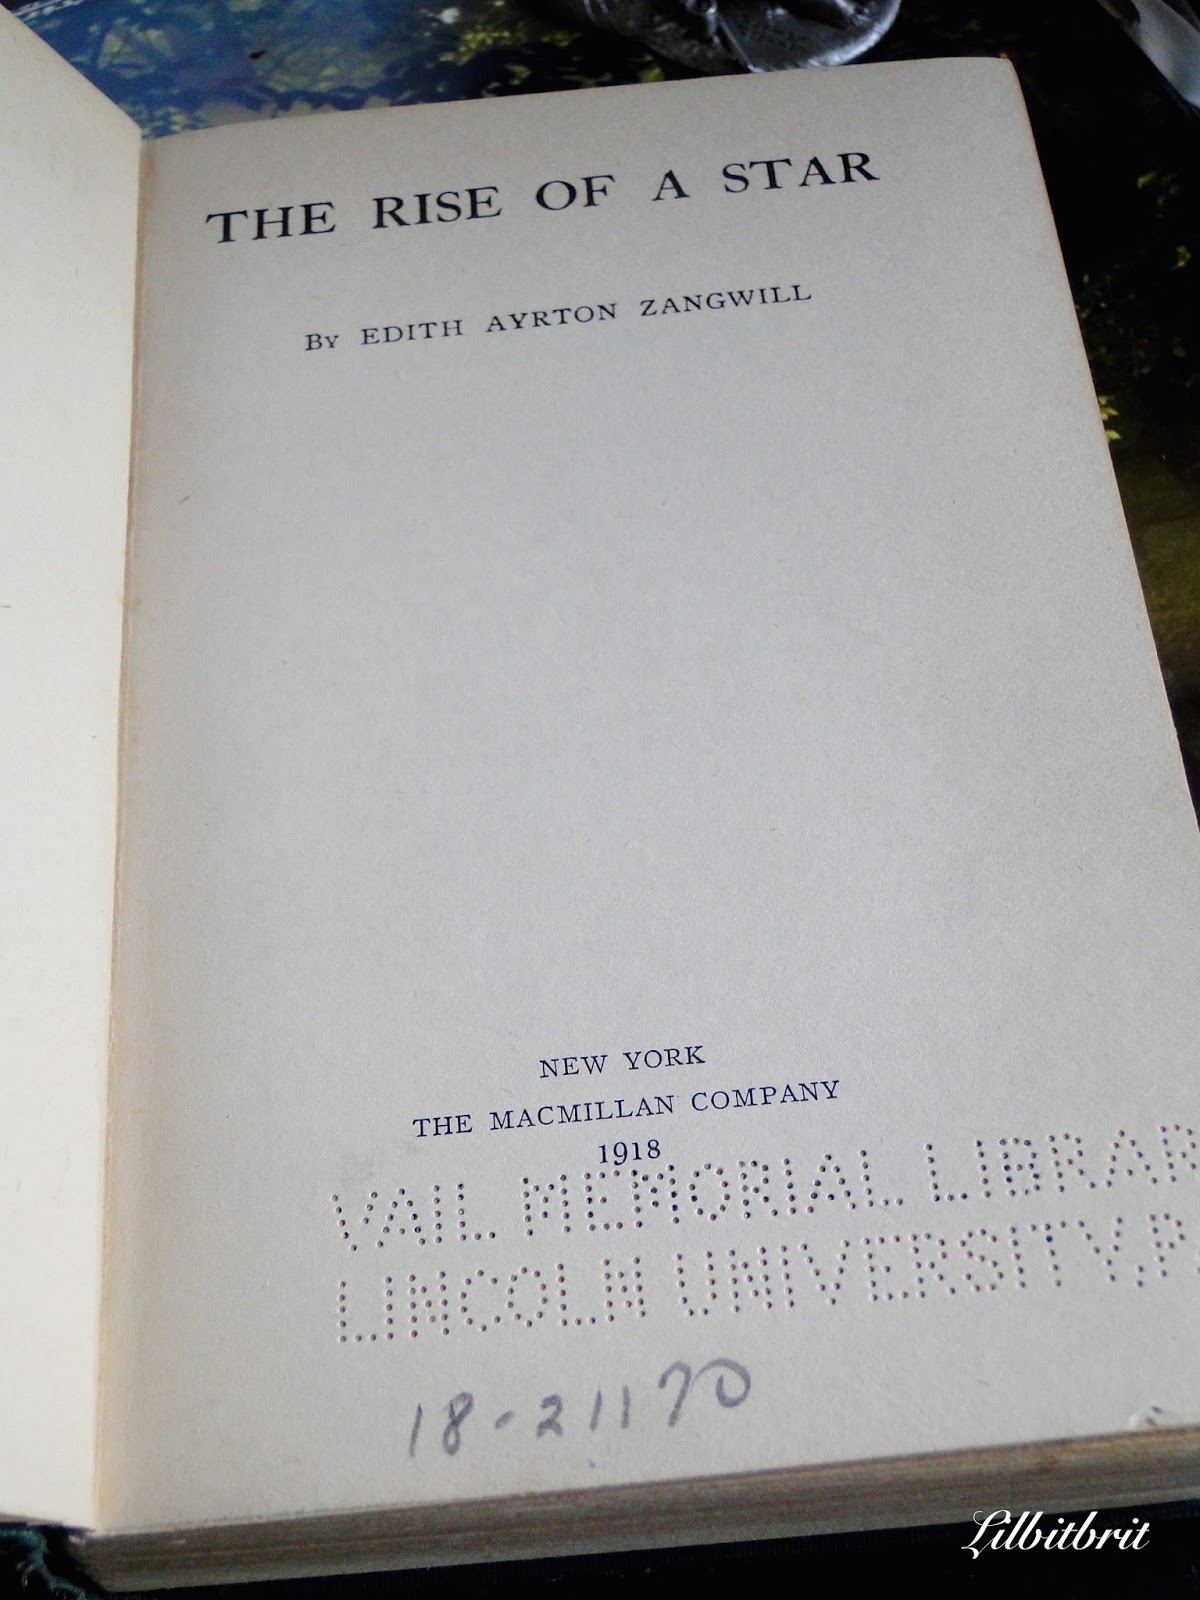 THE RISE OF A STAR
By EDITH AYRTON ZANGWILL
NEW YORK
THE MACMILLAN COMPANY
1918
VAIL MEMORIAL LIBRAR
LINCOLN UNIVERSITY, P
18-21170
Lilbitbrit